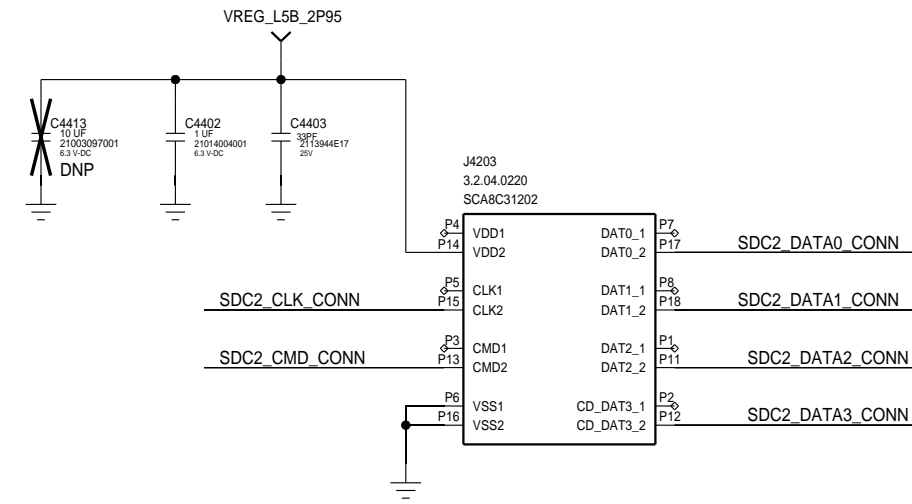 VREG_L5B_2P95
C4413
10 UF
21003097001
6.3 V-DC
DNP
C4402
1 UF
21014004001
6.3 V-DC
C4403
33PF
2113944E17
25V
J4203
3.2.04.0220
SCA8C31202
P4 VDD1 DAT0_1 P7
P14 VDD2 DAT0_2 P17 SDC2_DATA0_CONN
P5 CLK1 DAT1_1 P8
SDC2_CLK_CONN P15 CLK2 DAT1_2 P18 SDC2_DATA1_CONN
P3 CMD1 DAT2_1 P1
SDC2_CMD_CONN P13 CMD2 DAT2_2 P11 SDC2_DATA2_CONN
P6 VSS1 CD_DAT3_1 P2
P16 VSS2 CD_DAT3_2 P12 SDC2_DATA3_CONN